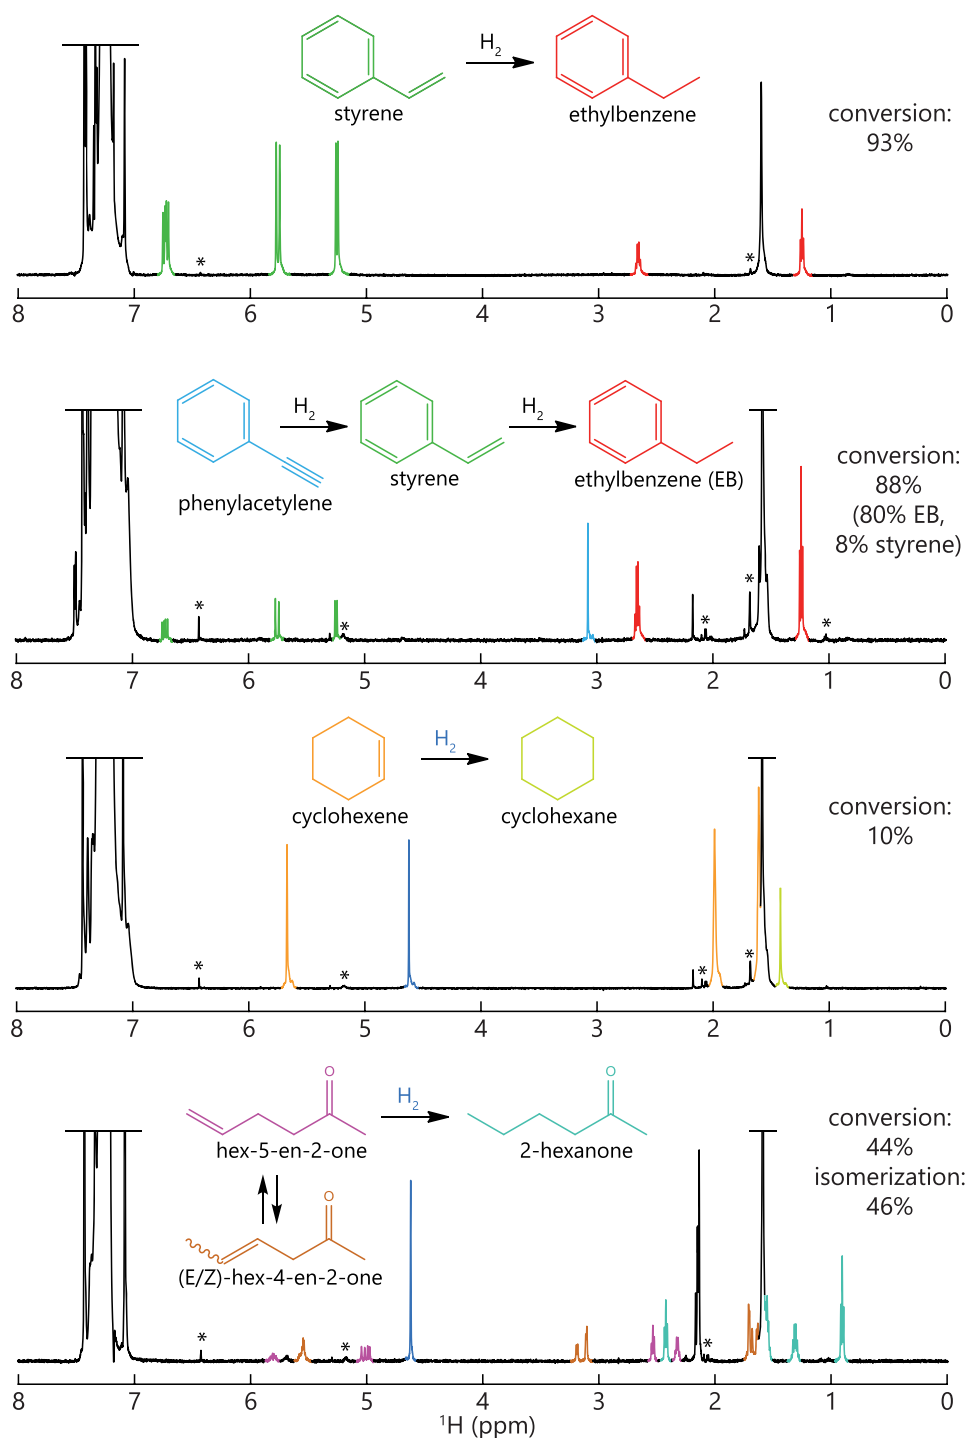 H2
styrene
ethylbenzene
conversion:
93%
*
*
8 7 6 5 4 3 2 1 0
H2
H2
phenylacetylene
styrene
ethylbenzene (EB)
conversion:
88%
(80% EB,
8% styrene)
*
*
*
*
*
8 7 6 5 4 3 2 1 0
H2
cyclohexene
cyclohexane
conversion:
10%
*
*
*
*
8 7 6 5 4 3 2 1 0
O
H2
O
hex-5-en-2-one
2-hexanone
conversion:
44%
isomerization:
46%
O
(E/Z)-hex-4-en-2-one
*
*
*
8 7 6 5 4 3 2 1 0
¹H (ppm)